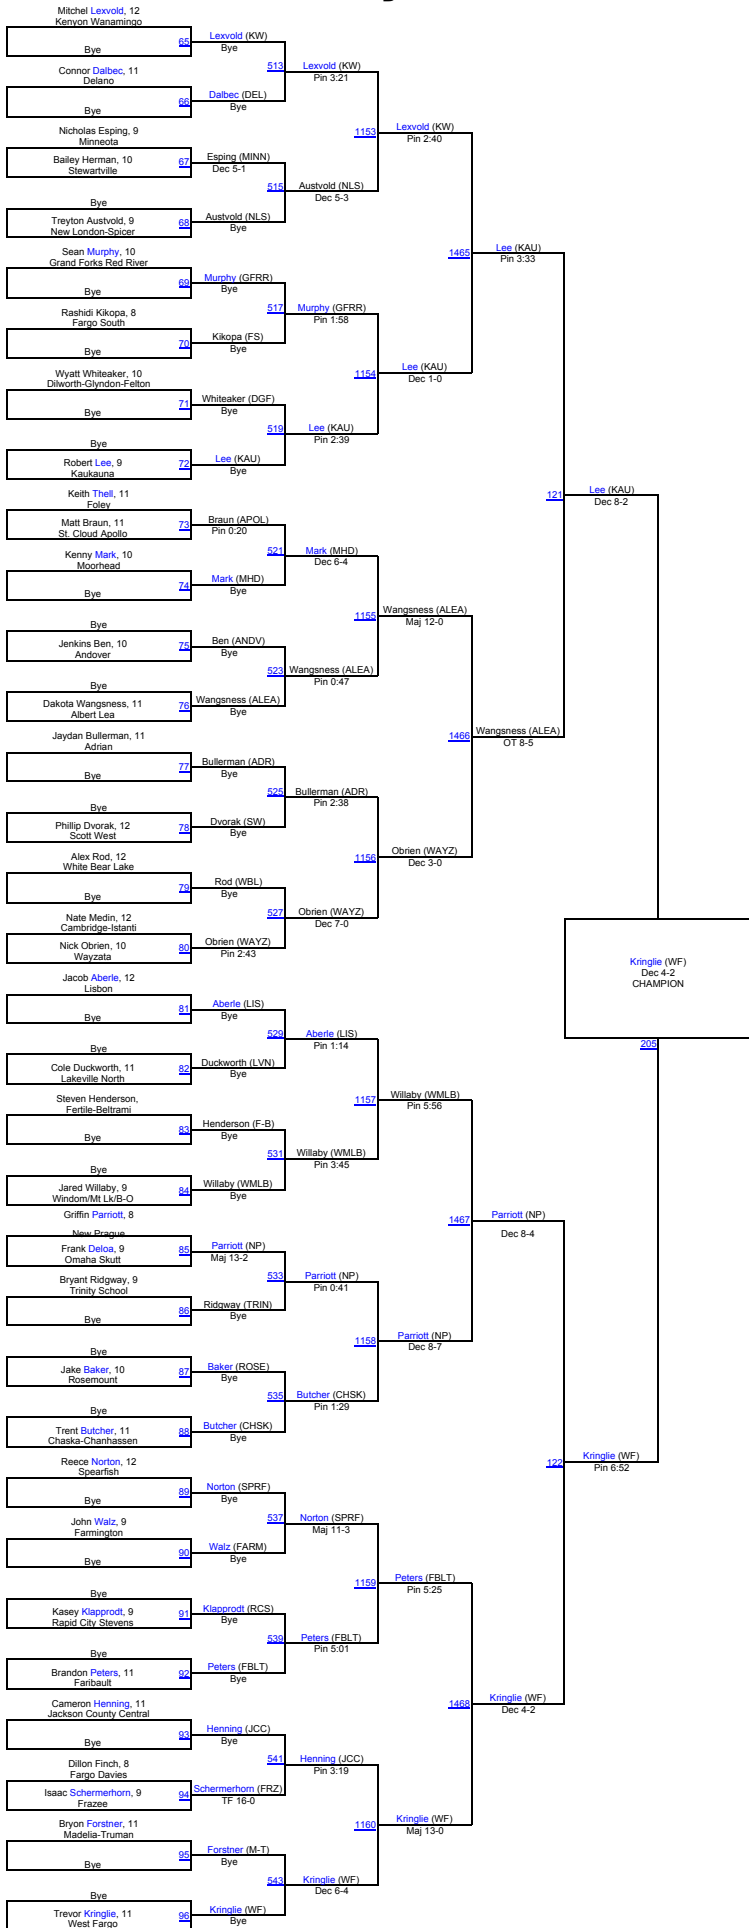 Mitchel Lexvold, 12
Kenyon Wanamingo
65
Bye
Lexvold (KW)
Bye
513
Connor Dalbec, 11
Delano
66
Bye
Dalbec (DEL)
Bye
Lexvold (KW)
Pin 3:21
1153
Nicholas Esping, 9
Minneota
Bailey Herman, 10
Stewartville
67
Esping (MINN)
Dec 5-1
515
Bye
Treyton Austvold, 9
New London-Spicer
68
Austvold (NLS)
Bye
Austvold (NLS)
Dec 5-3
Lexvold (KW)
Pin 2:40
1465
Sean Murphy, 10
Grand Forks Red River
69
Bye
Murphy (GFRR)
Bye
517
Rashidi Kikopa, 8
Fargo South
70
Bye
Kikopa (FS)
Bye
Murphy (GFRR)
Pin 1:58
1154
Wyatt Whiteaker, 10
Dilworth-Glyndon-Felton
71
Bye
Whiteaker (DGF)
Bye
519
Bye
Robert Lee, 9
Kaukauna
72
Lee (KAU)
Bye
Lee (KAU)
Pin 2:39
Lee (KAU)
Dec 1-0
Lee (KAU)
Pin 3:33
121
Keith Thell, 11
Foley
Matt Braun, 11
St. Cloud Apollo
73
Braun (APOL)
Pin 0:20
521
Kenny Mark, 10
Moorhead
74
Bye
Mark (MHD)
Bye
Mark (MHD)
Dec 6-4
1155
Bye
Jenkins Ben, 10
Andover
75
Ben (ANDV)
Bye
523
Bye
Dakota Wangsness, 11
Albert Lea
76
Wangsness (ALEA)
Bye
Wangsness (ALEA)
Pin 0:47
Wangsness (ALEA)
Maj 12-0
1466
Jaydan Bullerman, 11
Adrian
77
Bye
Bullerman (ADR)
Bye
525
Bye
Phillip Dvorak, 12
Scott West
78
Dvorak (SW)
Bye
Bullerman (ADR)
Pin 2:38
1156
Alex Rod, 12
White Bear Lake
79
Bye
Rod (WBL)
Bye
527
Nate Medin, 12
Cambridge-Istanti
Nick Obrien, 10
Wayzata
80
Obrien (WAYZ)
Pin 2:43
Obrien (WAYZ)
Dec 7-0
Obrien (WAYZ)
Dec 3-0
Wangsness (ALEA)
OT 8-5
Lee (KAU)
Dec 8-2
Kringlie (WF)
Dec 4-2
CHAMPION
205
Jacob Aberle, 12
Lisbon
81
Bye
Aberle (LIS)
Bye
529
Bye
Cole Duckworth, 11
Lakeville North
82
Duckworth (LVN)
Bye
Aberle (LIS)
Pin 1:14
1157
Steven Henderson,
Fertile-Beltrami
83
Bye
Henderson (F-B)
Bye
531
Bye
Jared Willaby, 9
Windom/Mt Lk/B-O
84
Willaby (WMLB)
Bye
Willaby (WMLB)
Pin 3:45
Willaby (WMLB)
Pin 5:56
1467
Griffin Parriott, 8
New Prague
Frank Deloa, 9
Omaha Skutt
85
Parriott (NP)
Maj 13-2
533
Bryant Ridgway, 9
Trinity School
86
Bye
Ridgway (TRIN)
Bye
Parriott (NP)
Pin 0:41
1158
Bye
Jake Baker, 10
Rosemount
87
Baker (ROSE)
Bye
535
Bye
Trent Butcher, 11
Chaska-Chanhassen
88
Butcher (CHSK)
Bye
Butcher (CHSK)
Pin 1:29
Parriott (NP)
Dec 8-7
Parriott (NP)
Dec 8-4
122
Reece Norton, 12
Spearfish
89
Bye
Norton (SPRF)
Bye
537
John Walz, 9
Farmington
90
Bye
Walz (FARM)
Bye
Norton (SPRF)
Maj 11-3
1159
Bye
Kasey Klapprodt, 9
Rapid City Stevens
91
Klapprodt (RCS)
Bye
539
Bye
Brandon Peters, 11
Faribault
92
Peters (FBLT)
Bye
Peters (FBLT)
Pin 5:01
Peters (FBLT)
Pin 5:25
1468
Cameron Henning, 11
Jackson County Central
93
Bye
Henning (JCC)
Bye
541
Dillon Finch, 8
Fargo Davies
Isaac Schermerhorn, 9
Frazee
94
Schermerhorn (FRZ)
TF 16-0
Henning (JCC)
Pin 3:19
1160
Bryon Forstner, 11
Madelia-Truman
95
Bye
Forstner (M-T)
Bye
543
Bye
Trevor Kringlie, 11
West Fargo
96
Kringlie (WF)
Bye
Kringlie (WF)
Dec 6-4
Kringlie (WF)
Maj 13-0
Kringlie (WF)
Dec 4-2
Kringlie (WF)
Pin 6:52